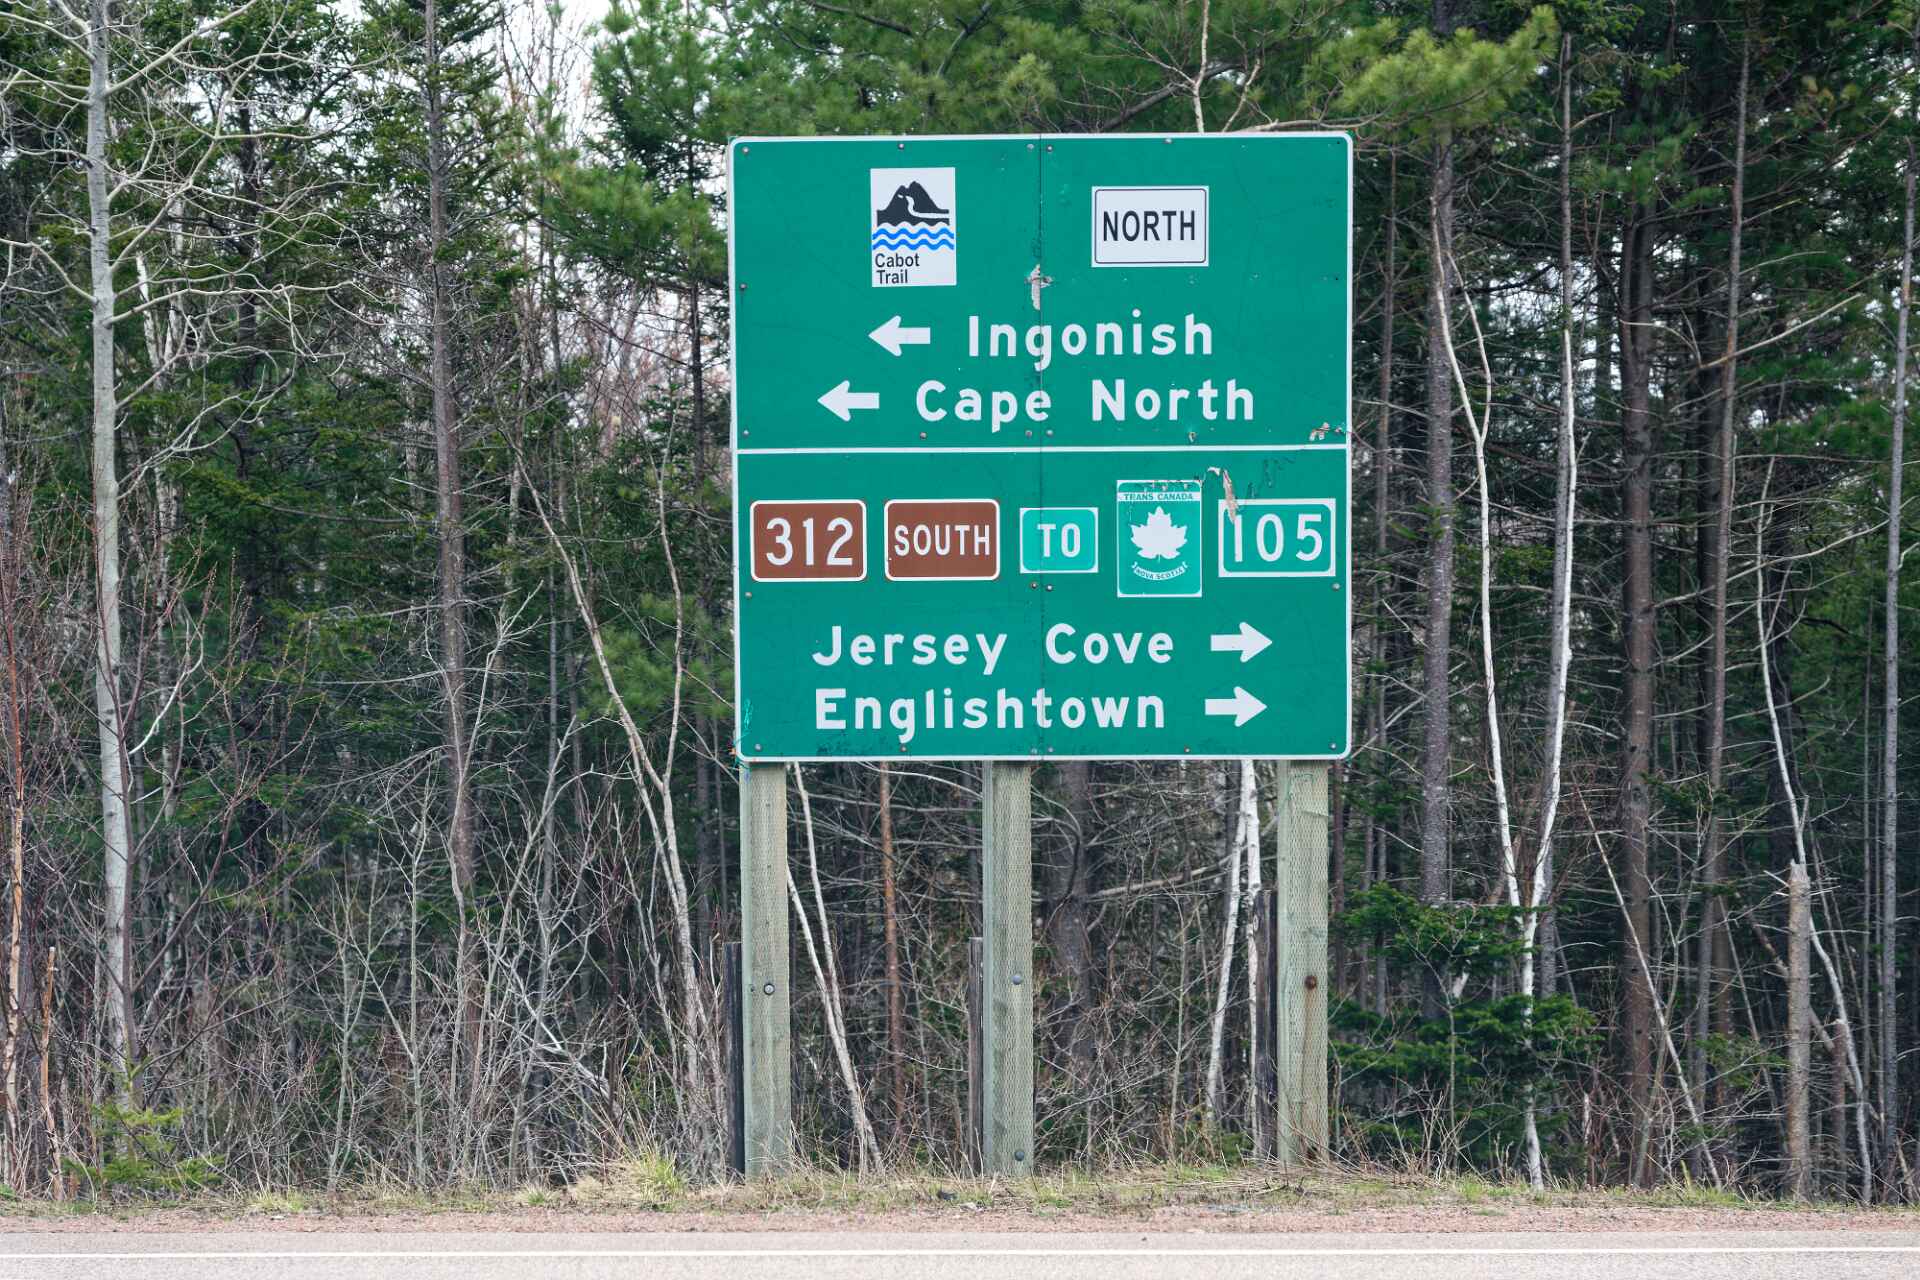 Cabot
Trail
NORTH
Ingonish
Cape North
312 SOUTH TO TRANS CANADA NOVA SCOTIA 105
Jersey Cove
Englishtown